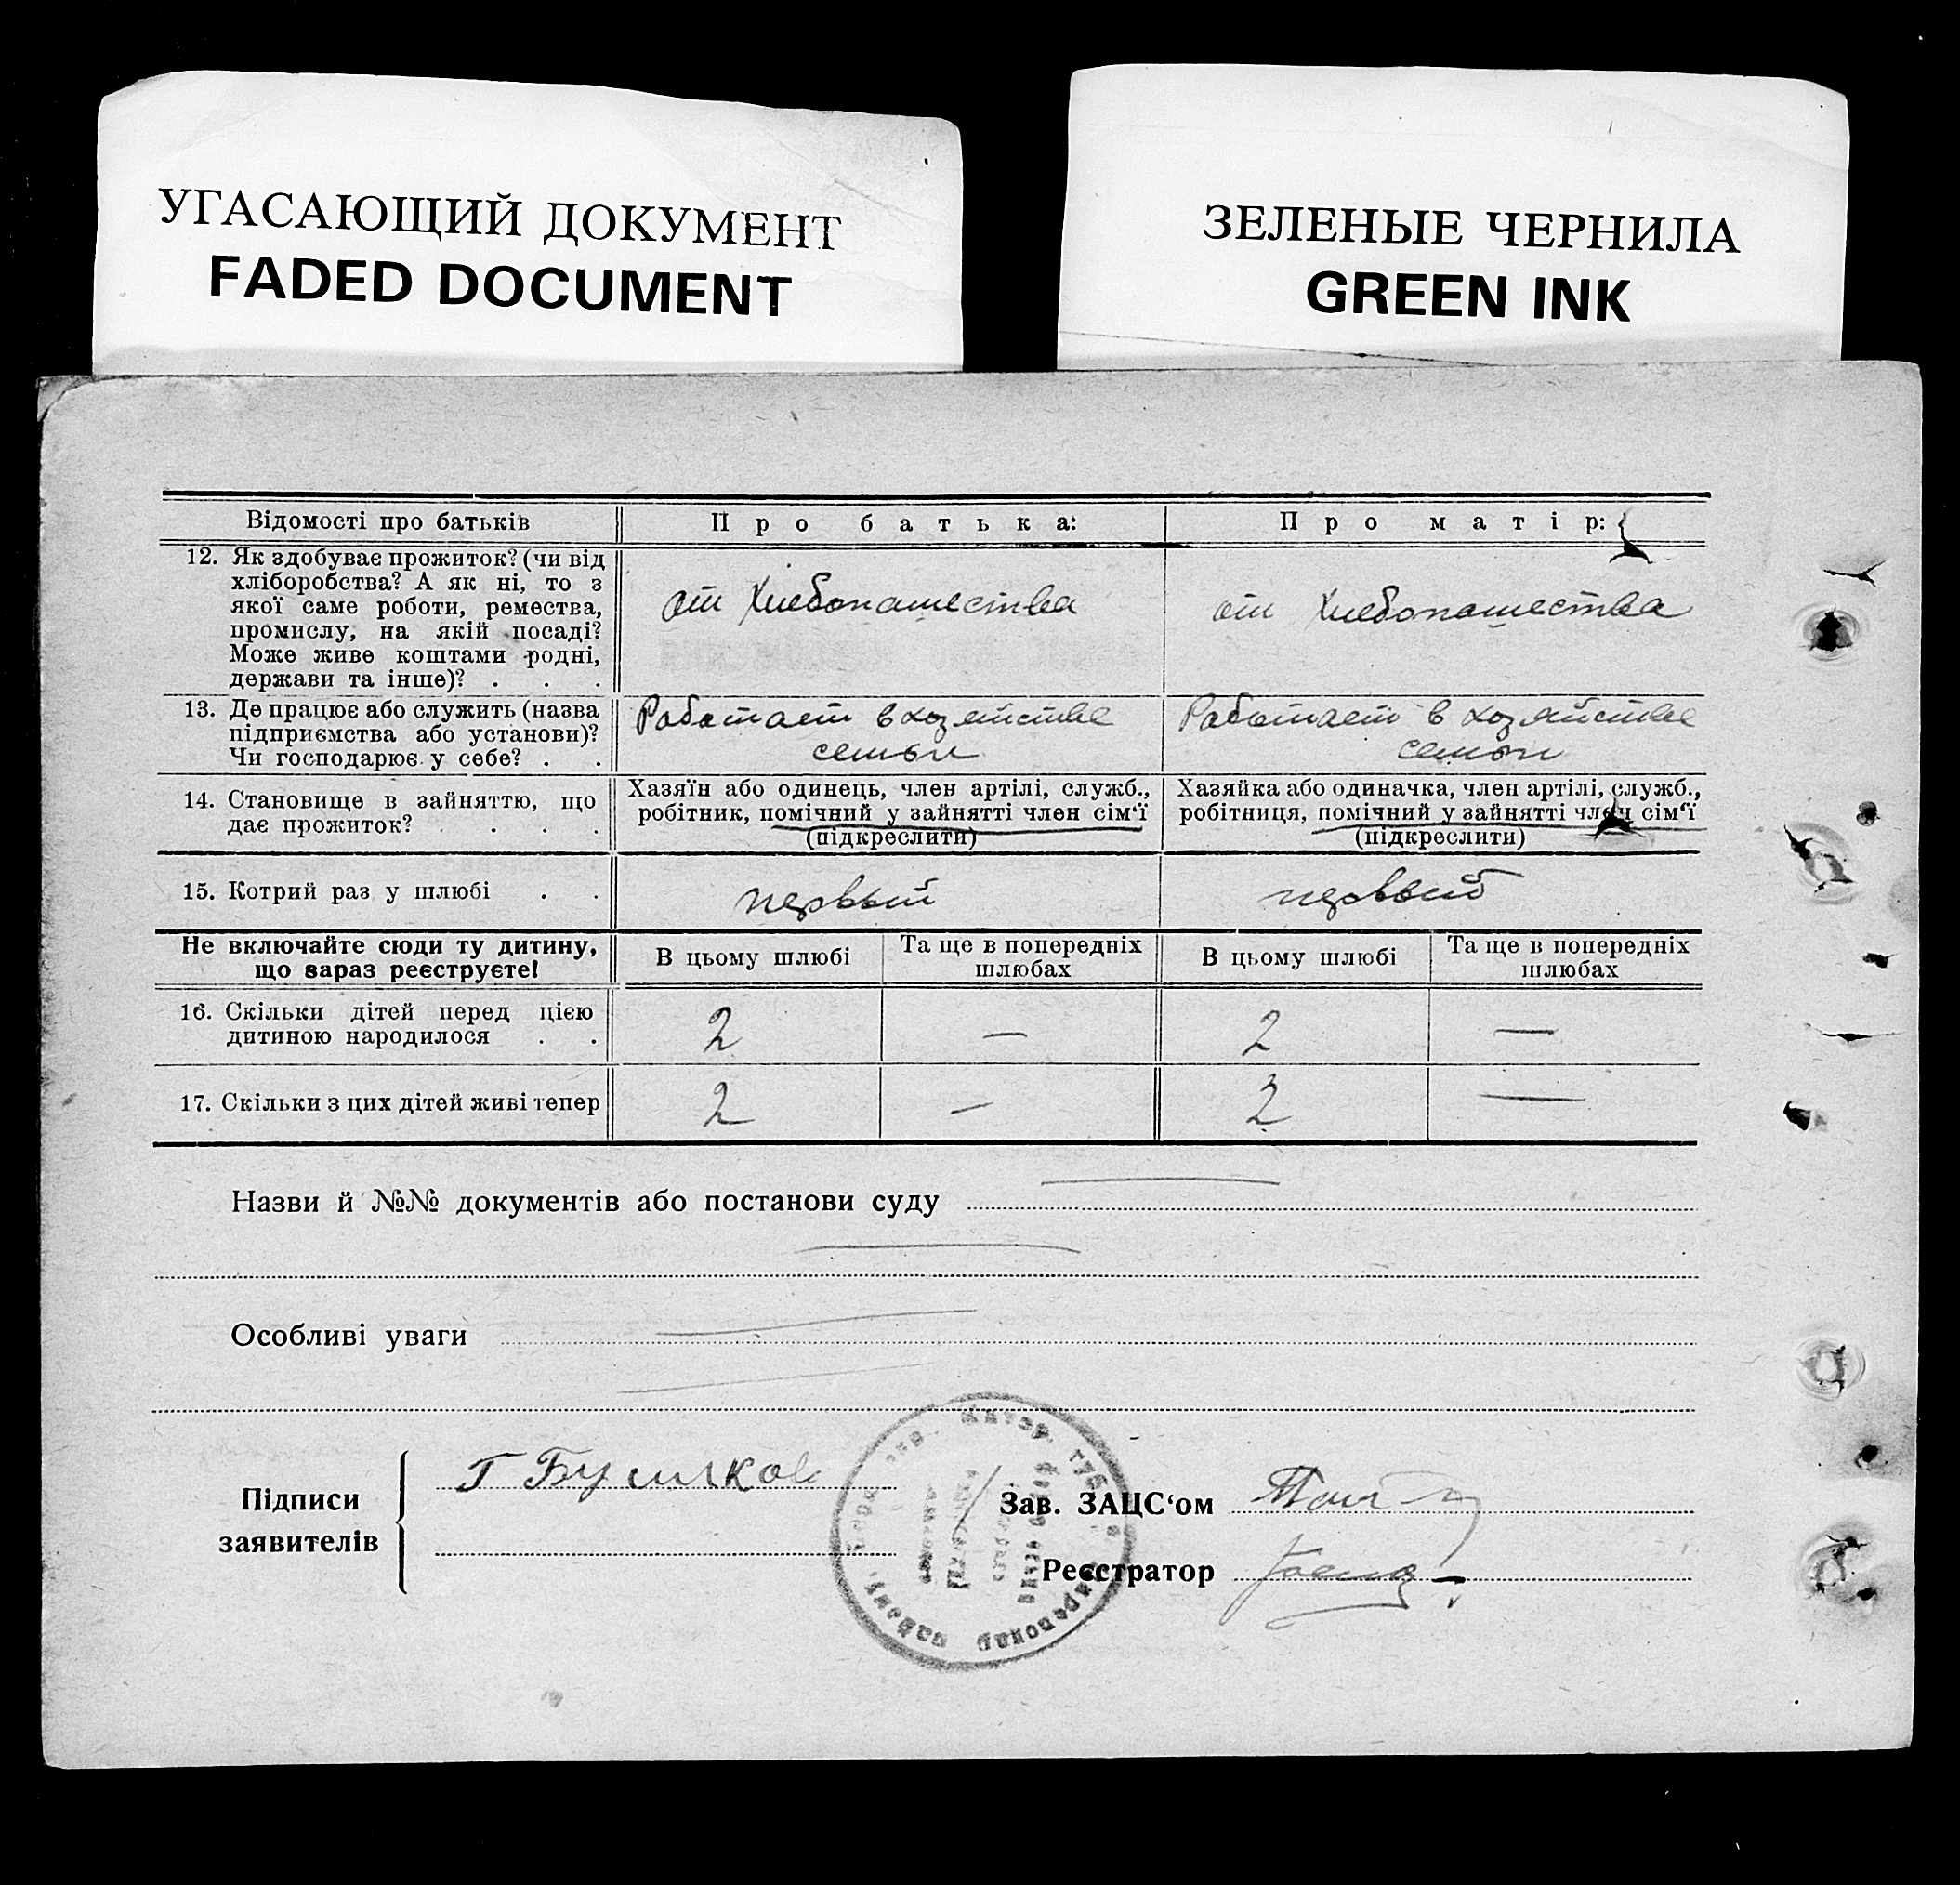 УГАСАЮЩИЙ ДОКУМЕНТ
FADED DOCUMENT
ЗЕЛЕНЫЕ ЧЕРНИЛА
GREEN INK
Відомості про батьків
Про батька:
Про матір:
12. Як здобуває прожиток? (чи від
хліборобства? А як ні, то з
якої саме роботи, ремества,
промислу, на якій посаді?
Може живе коштами родні,
держави та інше)? . . .
от Хлебопашества
от Хлебопашества
13. Де працює або служить (назва
підприємства або установи)?
Чи господарює у себе? . .
Работает в хозяйстве
семьи
Работает в хозяйстве
семьи
14. Становище в зайняттю, що
дає прожиток? . . . .
Хазяїн або одинець, член артілі, служб.,
робітник, помічний у зайнятті член сім‘ї
(підкреслити)
Хазяйка або одиначка, член артілі, служб.,
робітниця, помічний у зайнятті член сім‘ї
(підкреслити)
15. Котрий раз у шлюбі . .
первый
первый
Не включайте сюди ту дитину,
що зараз реєструєте!
В цьому шлюбі
Та ще в попередніх
шлюбах
В цьому шлюбі
Та ще в попередніх
шлюбах
16. Скільки дітей перед цією
дитиною народилося . .
2
—
2
—
17. Скільки з цих дітей живі тепер
2
—
2
—
Назви й №№ документів або постанови суду
Особливі уваги
Підписи
заявителів
Г
Зав. ЗАЦС‘ом
Реєстратор